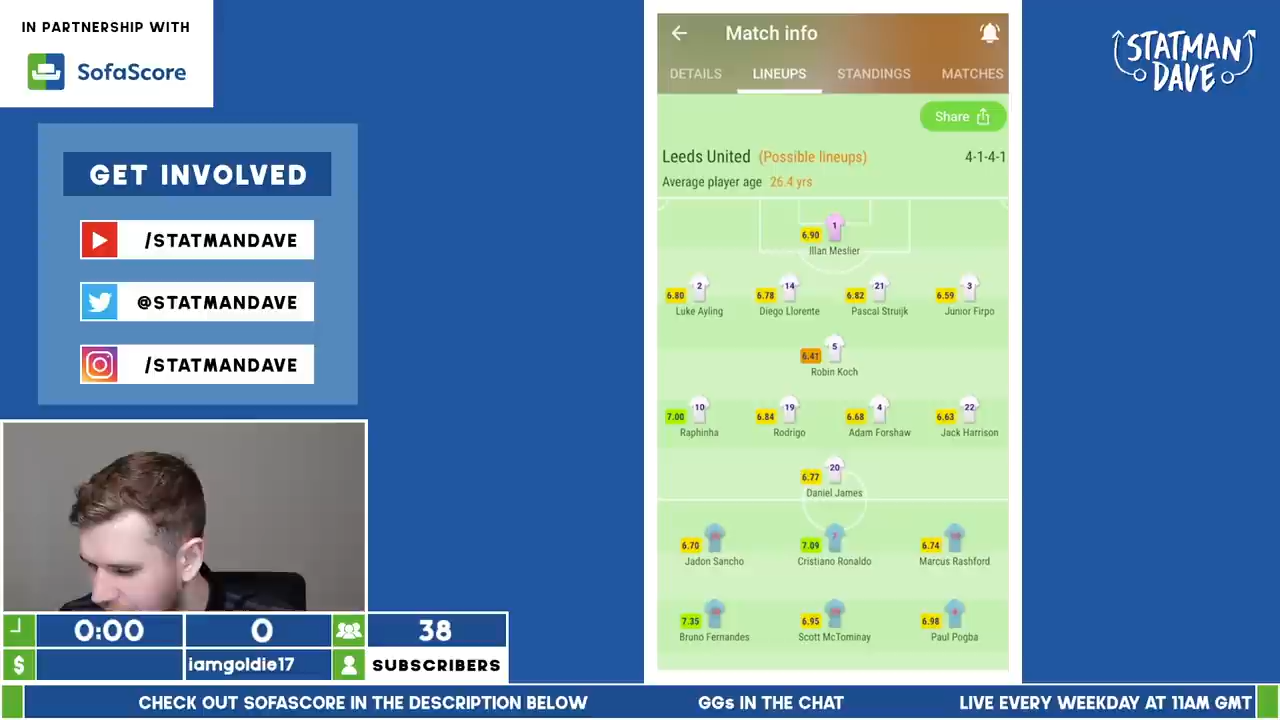 IN PARTNERSHIP WITH
SofaScore
GET INVOLVED
/STATMANDAVE
@STATMANDAVE
/STATMANDAVE
0:00
0
38
iamgoldie17
SUBSCRIBERS
$
Match info
DETAILS LINEUPS STANDINGS MATCHES
Share
Leeds United (Possible lineups) 4-1-4-1
Average player age 26.4 yrs
1
6.90
Illan Meslier
2 14 21 3
6.80 6.78 6.82 6.59
Luke Ayling Diego Llorente Pascal Struijk Junior Firpo
5
6.41
Robin Koch
10 19 4 22
7.00 6.84 6.68 6.63
Raphinha Rodrigo Adam Forshaw Jack Harrison
20
6.77
Daniel James
7
6.70 7.09 6.74
Jadon Sancho Cristiano Ronaldo Marcus Rashford
7.35 6.95 6.98
Bruno Fernandes Scott McTominay Paul Pogba
STATMAN
DAVE
CHECK OUT SOFASCORE IN THE DESCRIPTION BELOW GGs IN THE CHAT LIVE EVERY WEEKDAY AT 11AM GMT